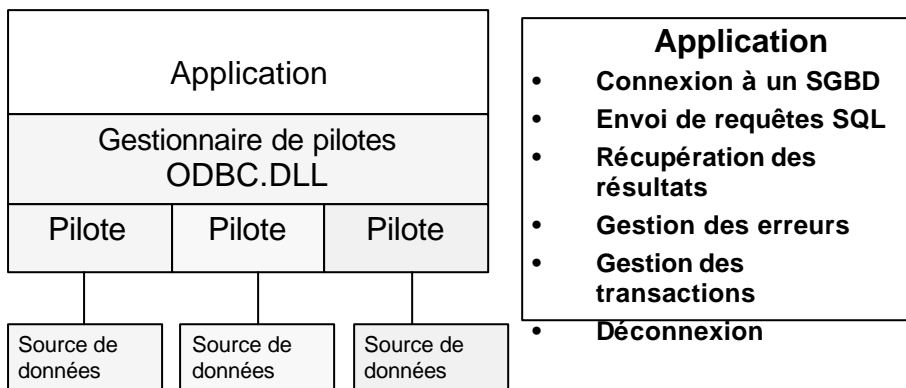 Application
Gestionnaire de pilotes
ODBC.DLL
Pilote
Pilote
Pilote
Source de
données
Source de
données
Source de
données
Application
• Connexion à un SGBD
• Envoi de requêtes SQL
• Récupération des
résultats
• Gestion des erreurs
• Gestion des
transactions
• Déconnexion